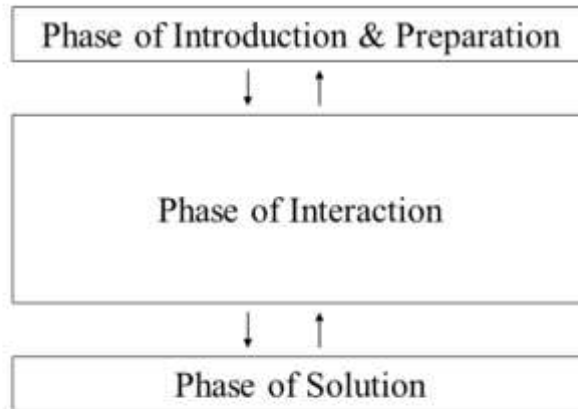 Phase of Introduction & Preparation
Phase of Interaction
Phase of Solution